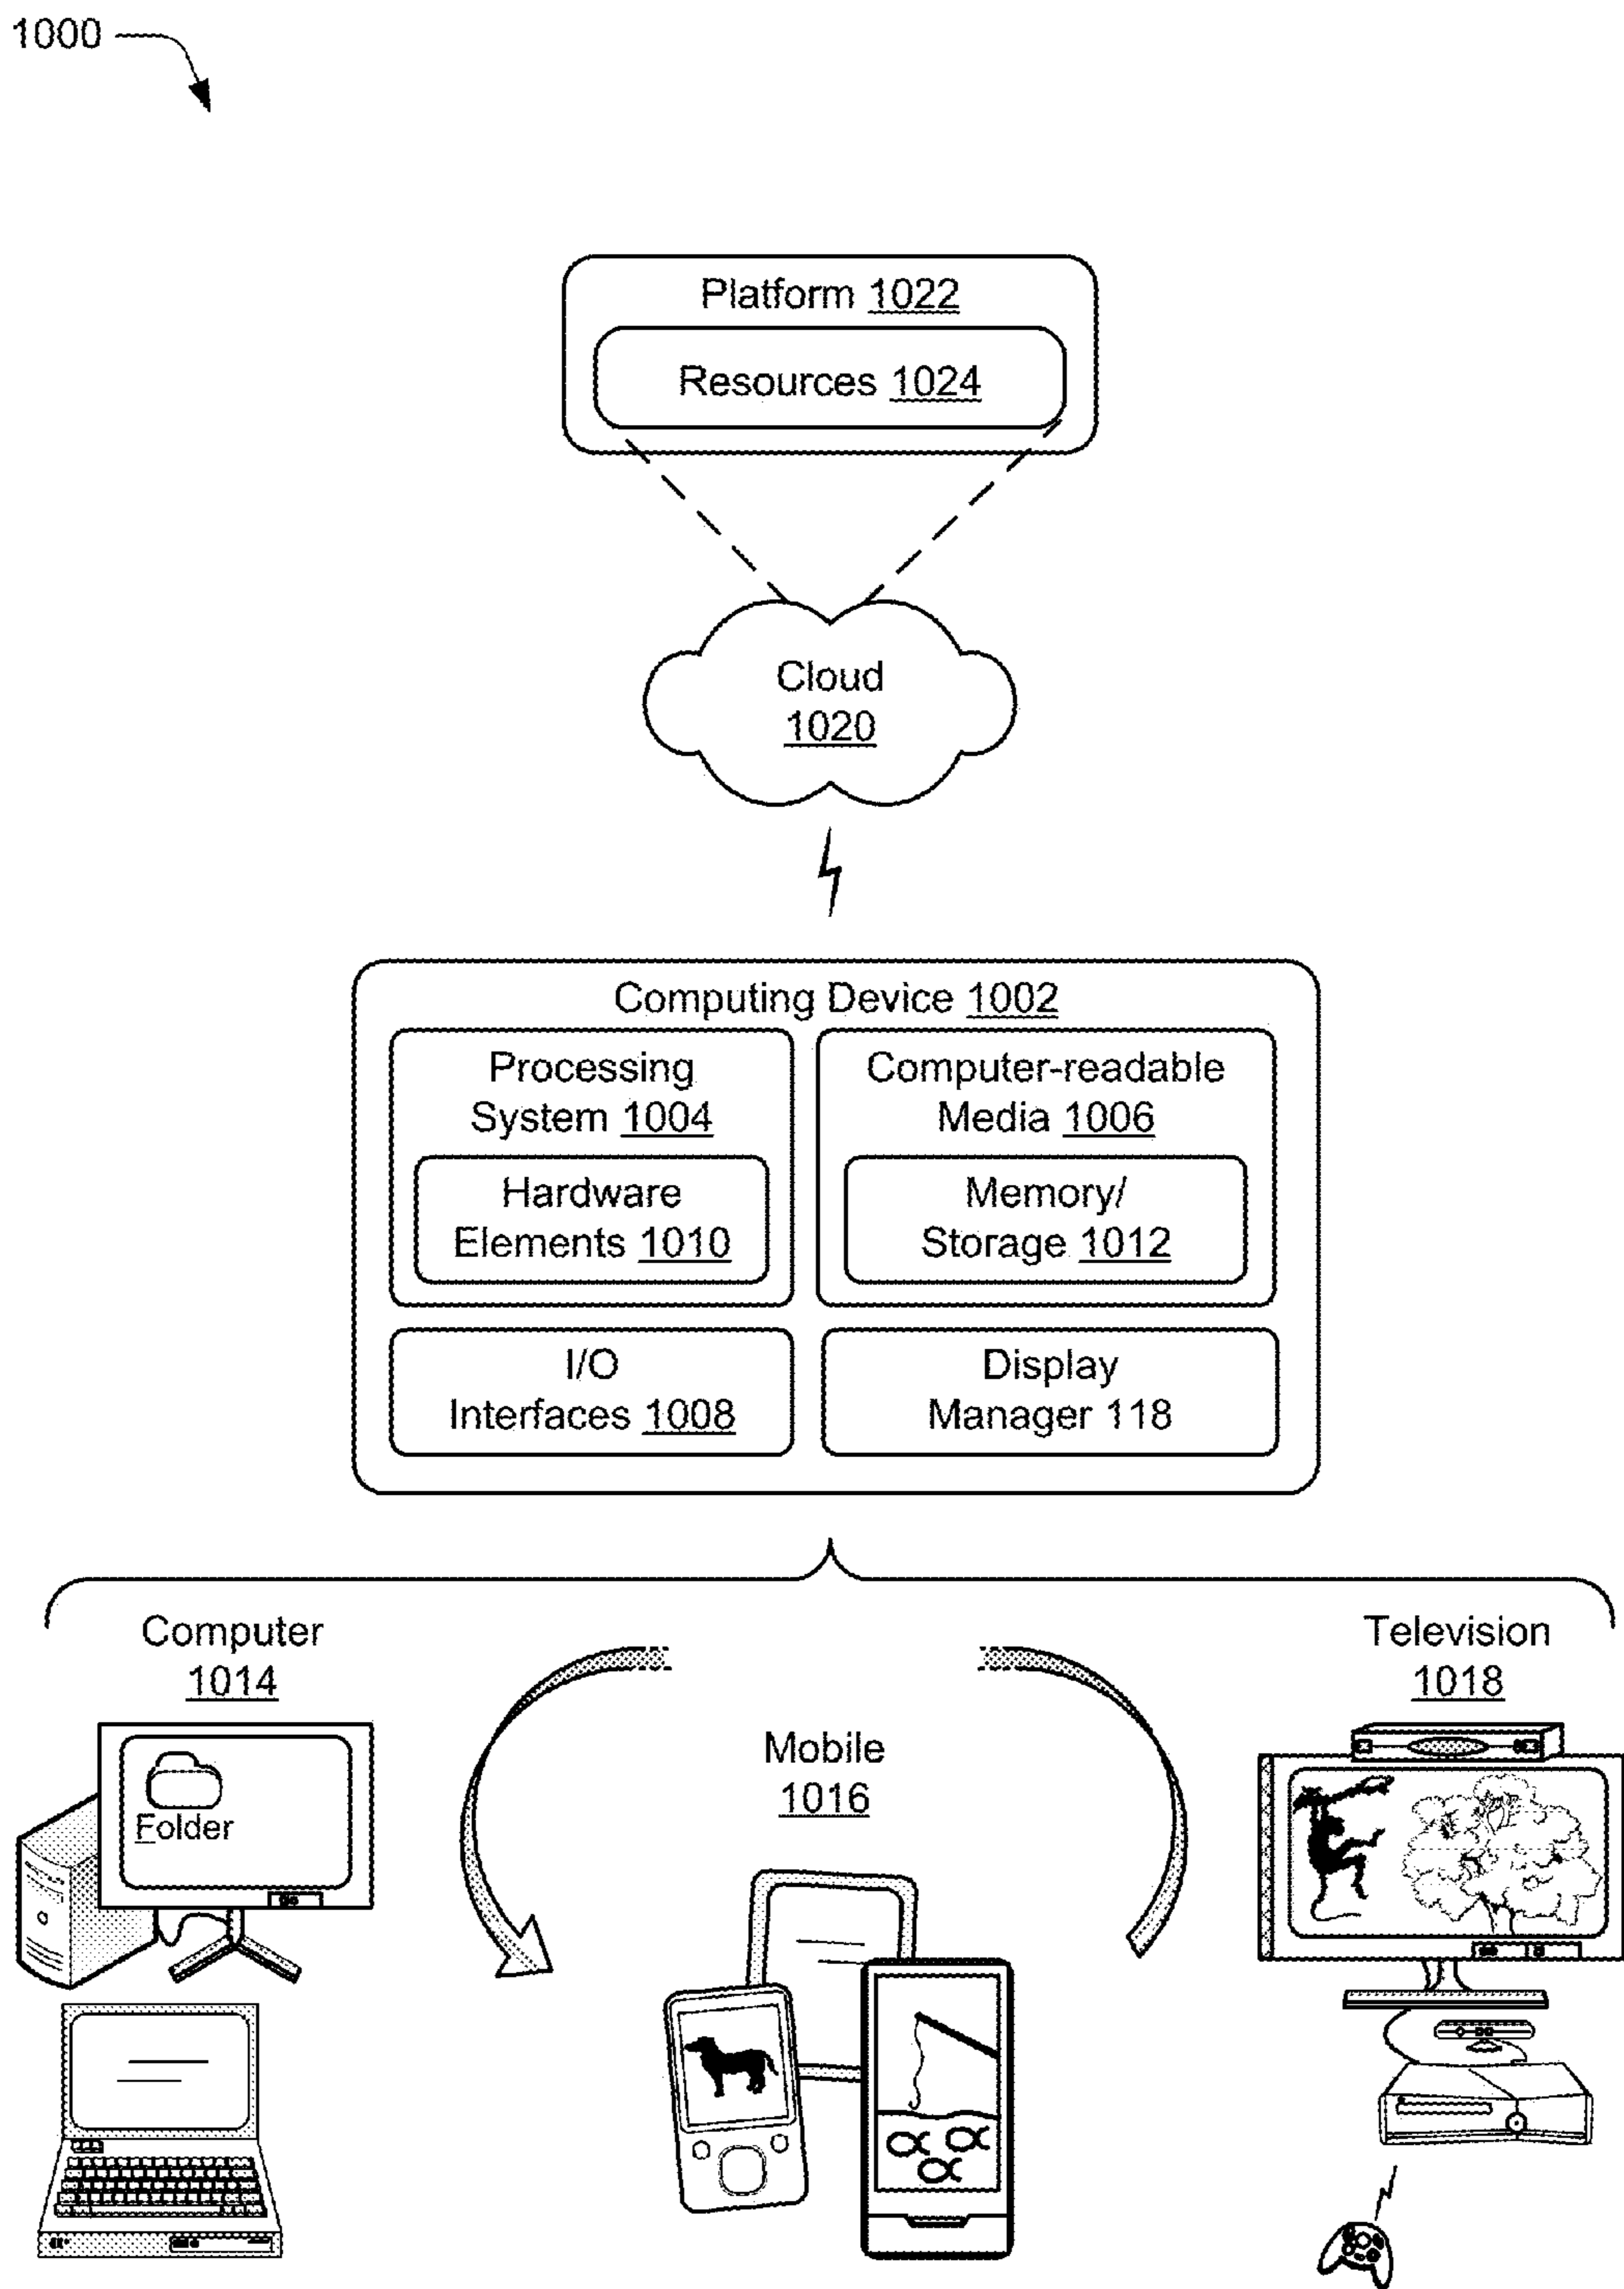 1000
Platform 1022
Resources 1024
Cloud
1020
Computing Device 1002
Processing
System 1004
Hardware
Elements 1010
Computer-readable
Media 1006
Memory/
Storage 1012
I/O
Interfaces 1008
Display
Manager 118
Computer
1014
Folder
Mobile
1016
Television
1018